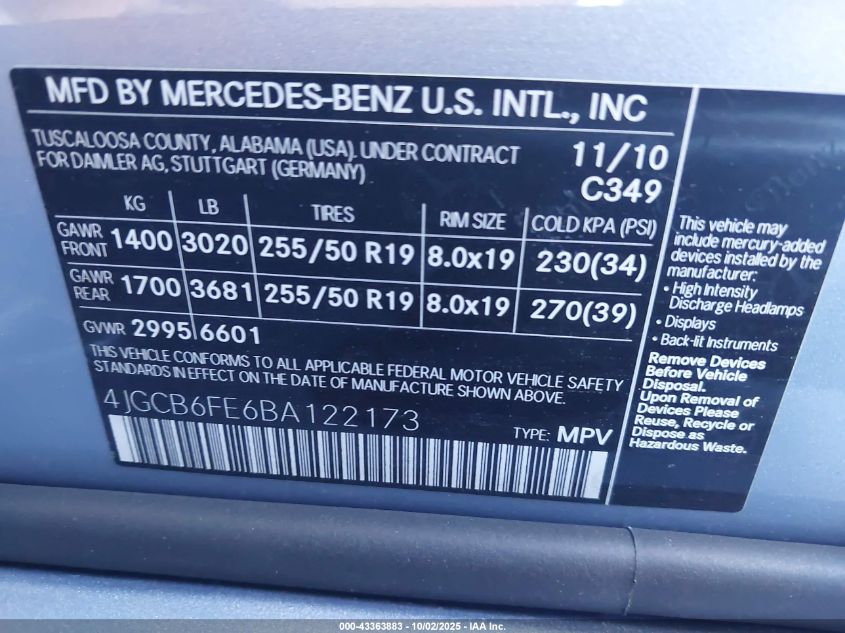 MFD BY MERCEDES-BENZ U.S. INTL., INC
TUSCALOOSA COUNTY, ALABAMA (USA). UNDER CONTRACT
FOR DAIMLER AG, STUTTGART (GERMANY)
11/10
C349
KG LB TIRES RIM SIZE COLD KPA (PSI)
GAWR FRONT 1400 3020 255/50 R19 8.0x19 230(34)
GAWR REAR 1700 3681 255/50 R19 8.0x19 270(39)
GVWR 2995 6601
THIS VEHICLE CONFORMS TO ALL APPLICABLE FEDERAL MOTOR VEHICLE SAFETY CCB
STANDARDS IN EFFECT ON THE DATE OF MANUFACTURE SHOWN ABOVE.
4JGCB6FE6BA122173
TYPE: MPV
This vehicle may
include mercury-added
devices installed by the
manufacturer:
• High Intensity
Discharge Headlamps
• Displays
• Back-lit Instruments
Remove Devices
Before Vehicle
Disposal.
Upon Removal of
Devices Please
Reuse, Recycle or
Dispose as
Hazardous Waste.
000-43363883 - 10/02/2025 - IAA Inc.